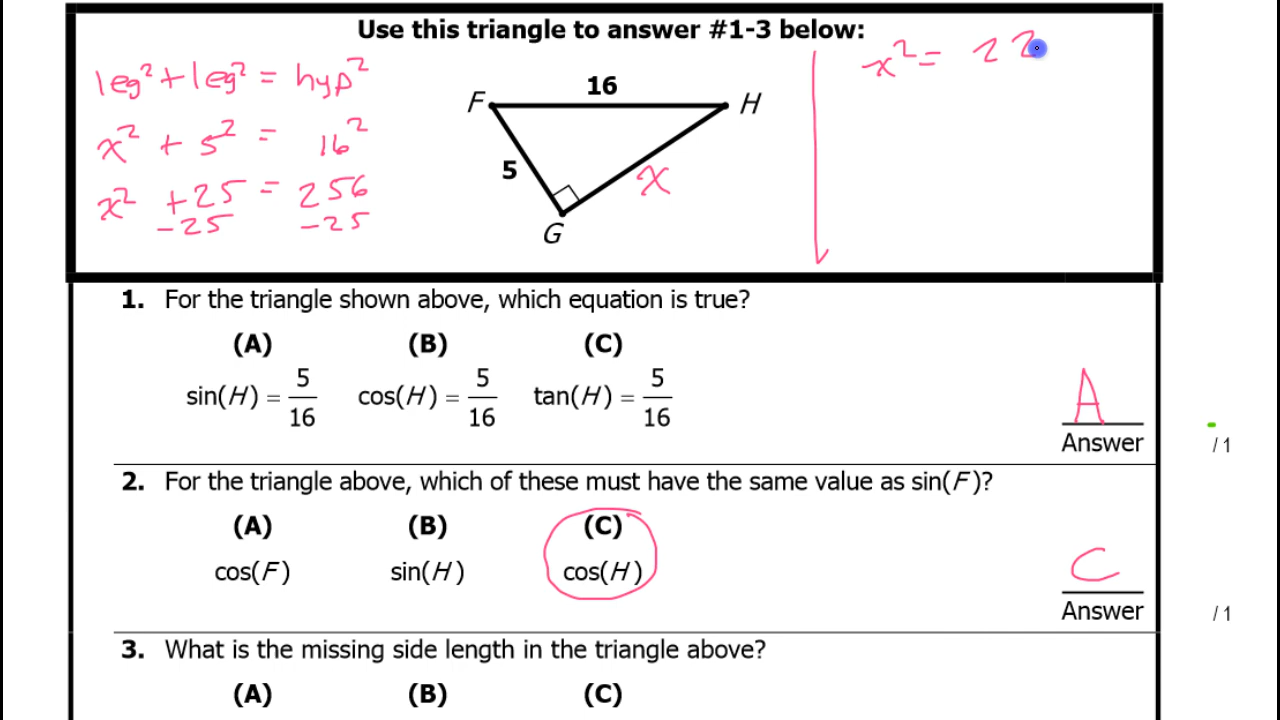 Use this triangle to answer #1-3 below:
leg² + leg² = hyp²
x² + 5² = 16²
x² + 25 = 256
-25 -25
F 16 H
5 x
G
x² = 22
1. For the triangle shown above, which equation is true?
(A) (B) (C)
sin(H) = 5/16 cos(H) = 5/16 tan(H) = 5/16
A
Answer /1
2. For the triangle above, which of these must have the same value as sin(F)?
(A) (B) (C)
cos(F) sin(H) cos(H)
C
Answer /1
3. What is the missing side length in the triangle above?
(A) (B) (C)